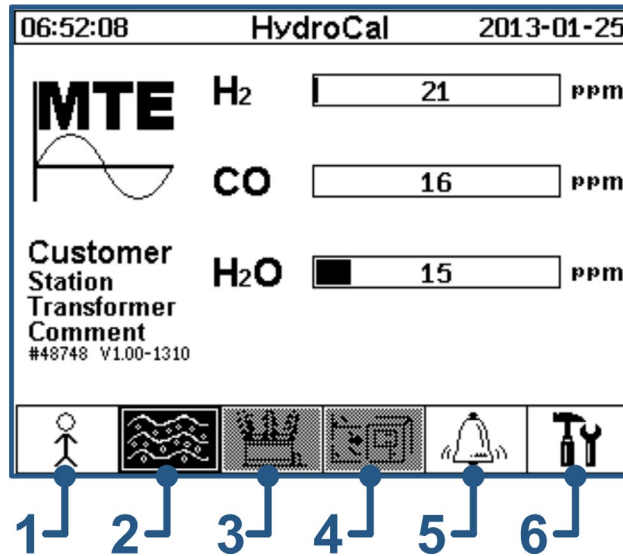 06:52:08 HydroCal 2013-01-25
MTE
H2 21 ppm
CO 16 ppm
H2O 15 ppm
Customer
Station
Transformer
Comment
#48748 V1.00-1310
1 2 3 4 5 6